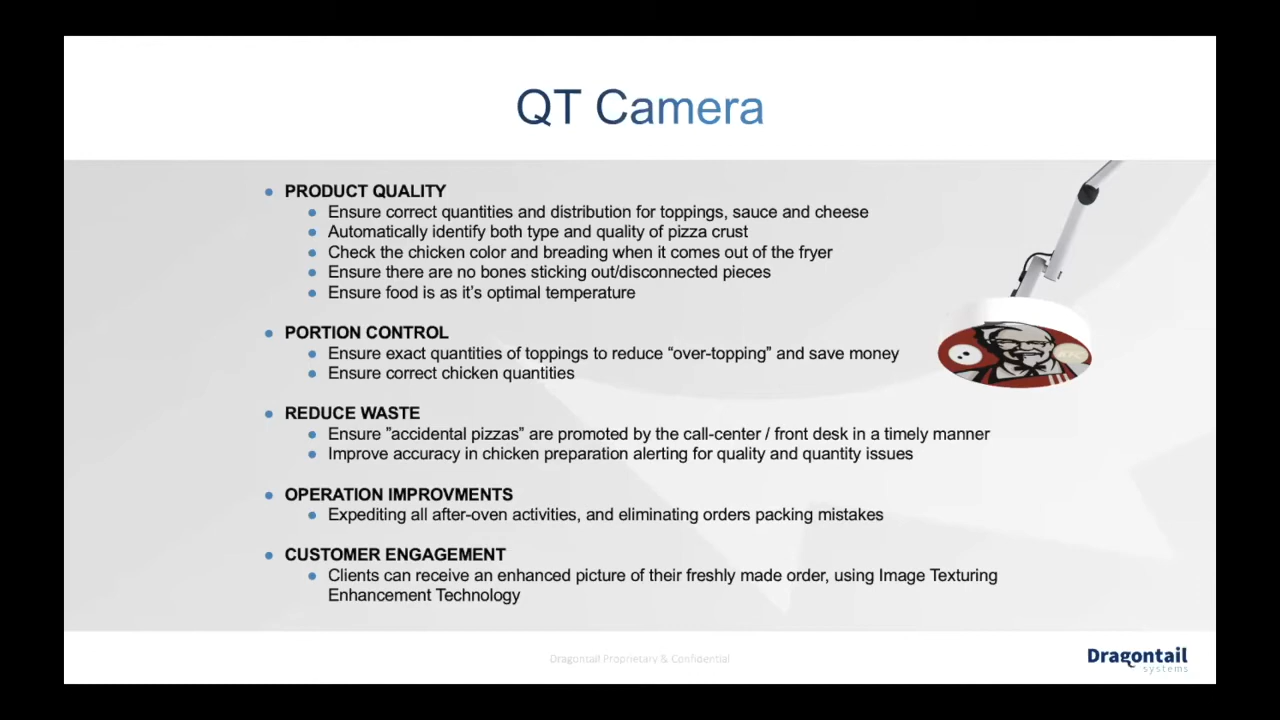 QT Camera
PRODUCT QUALITY
Ensure correct quantities and distribution for toppings, sauce and cheese
Automatically identify both type and quality of pizza crust
Check the chicken color and breading when it comes out of the fryer
Ensure there are no bones sticking out/disconnected pieces
Ensure food is as it’s optimal temperature
PORTION CONTROL
Ensure exact quantities of toppings to reduce “over-topping” and save money
Ensure correct chicken quantities
REDUCE WASTE
Ensure ”accidental pizzas” are promoted by the call-center / front desk in a timely manner
Improve accuracy in chicken preparation alerting for quality and quantity issues
OPERATION IMPROVMENTS
Expediting all after-oven activities, and eliminating orders packing mistakes
CUSTOMER ENGAGEMENT
Clients can receive an enhanced picture of their freshly made order, using Image Texturing
Enhancement Technology
KFC
Dragontail Proprietary & Confidential
Dragontail
systems